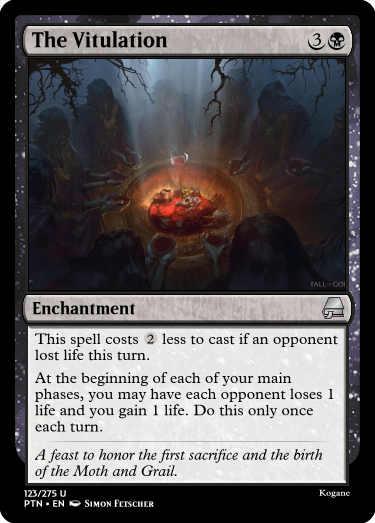 The Vitulation 3
Enchantment
This spell costs 2 less to cast if an opponent
lost life this turn.
At the beginning of each of your main
phases, you may have each opponent loses 1
life and you gain 1 life. Do this only once
each turn.
A feast to honor the first sacrifice and the birth
of the Moth and Grail.
123/275 U
Kogane
PTN • EN Simon Fetscher